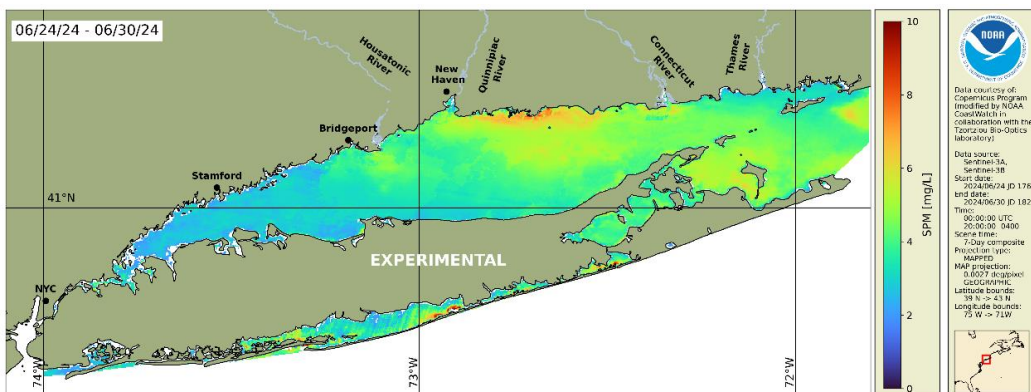 06/24/24 - 06/30/24
Housatonic
River
New
Haven
Quinnipiac
River
Connecticut
River
Thames
River
Bridgeport
Stamford
41°N
NYC
EXPERIMENTAL
74°W
73°W
72°W
10
8
6
4
2
0
SPM [mg/L]
NOAA
Data courtesy of:
Copernicus Program
(modified by NOAA
CoastWatch in
collaboration with the
Tzortziou Bio-Optics
laboratory)
Data source:
Sentinel-3A,
Sentinel-3B
Start date:
2024/06/24 JD 176
End date:
2024/06/30 JD 182
Time:
00:00:00 UTC
20:00:00 0400
Scene time:
7-Day composite
Projection type:
MAPPED
MAP projection:
0.0027 deg/pixel
GEOGRAPHIC
Latitude bounds:
39 N -> 43 N
Longitude bounds:
75 W -> 71W